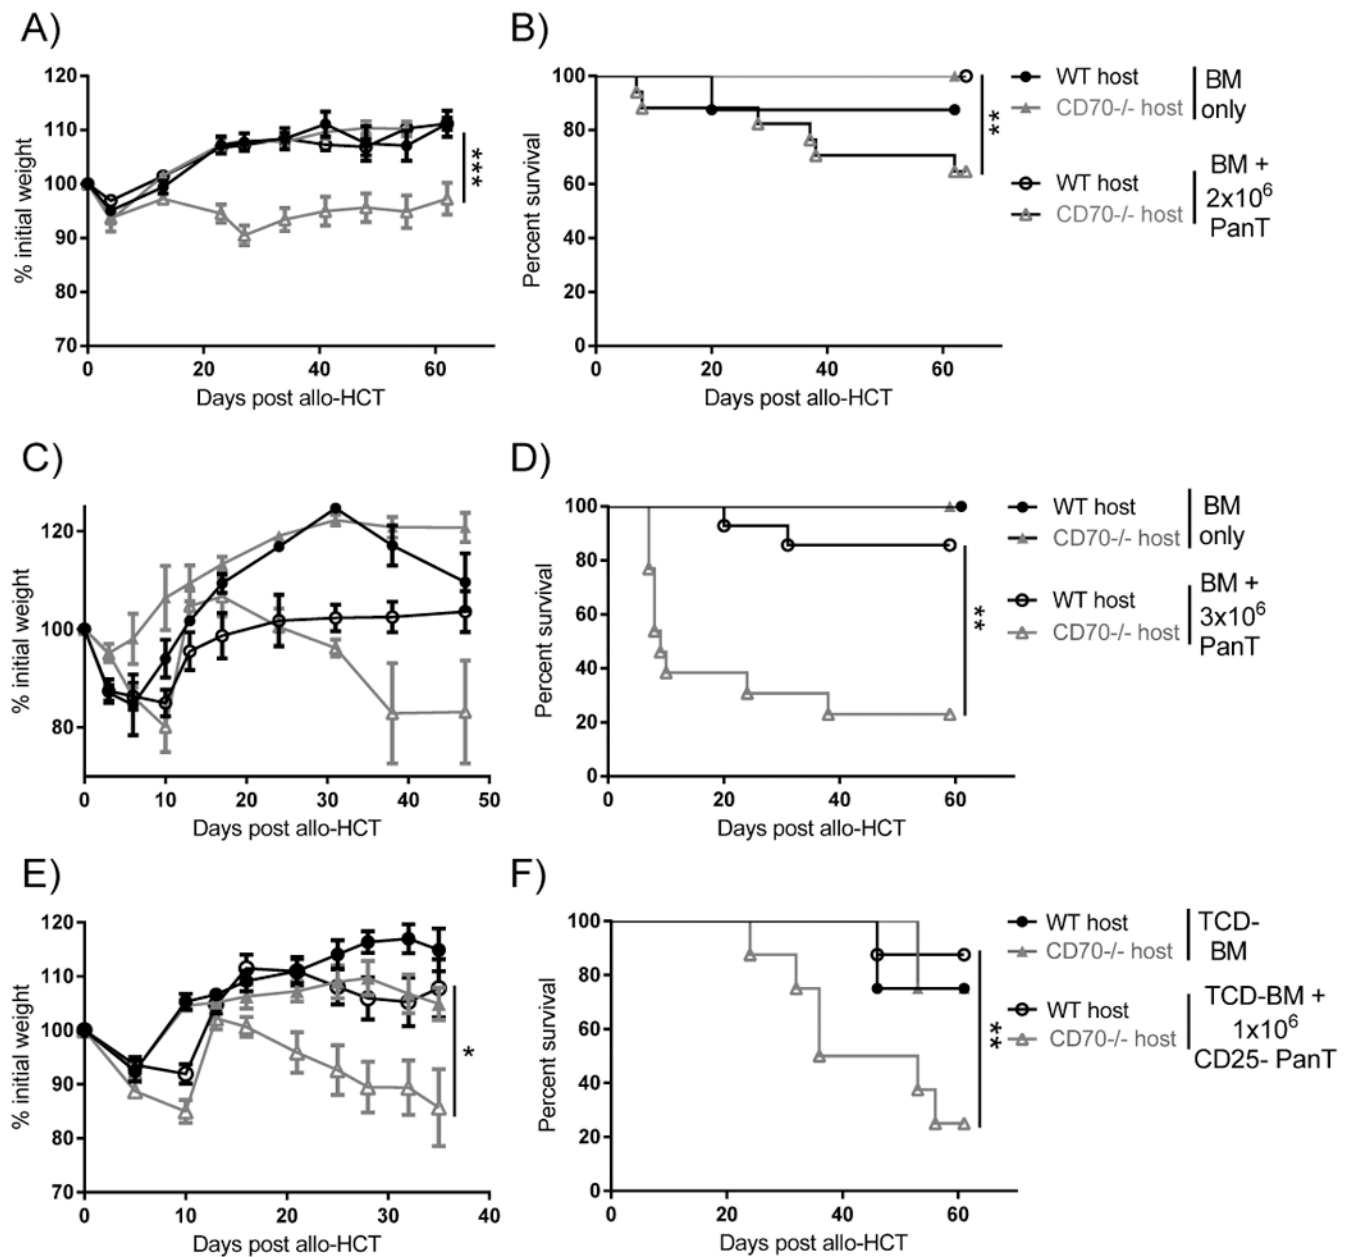 A)
% initial weight
120
110
100
90
80
70
0
20
40
60
Days post allo-HCT
***
B)
Percent survival
100
80
60
40
20
0
0
20
40
60
Days post allo-HCT
**
WT host
CD70-/- host
BM
only
WT host
CD70-/- host
BM +
2x10⁶
PanT
C)
% initial weight
120
100
80
0
10
20
30
40
50
Days post allo-HCT
D)
Percent survival
100
80
60
40
20
0
0
20
40
60
Days post allo-HCT
**
WT host
CD70-/- host
BM
only
WT host
CD70-/- host
BM +
3x10⁶
PanT
E)
% initial weight
120
110
100
90
80
70
0
10
20
30
40
Days post allo-HCT
*
F)
Percent survival
100
80
60
40
20
0
0
20
40
60
Days post allo-HCT
**
WT host
CD70-/- host
TCD-
BM
WT host
CD70-/- host
TCD-BM +
1x10⁶
CD25- PanT